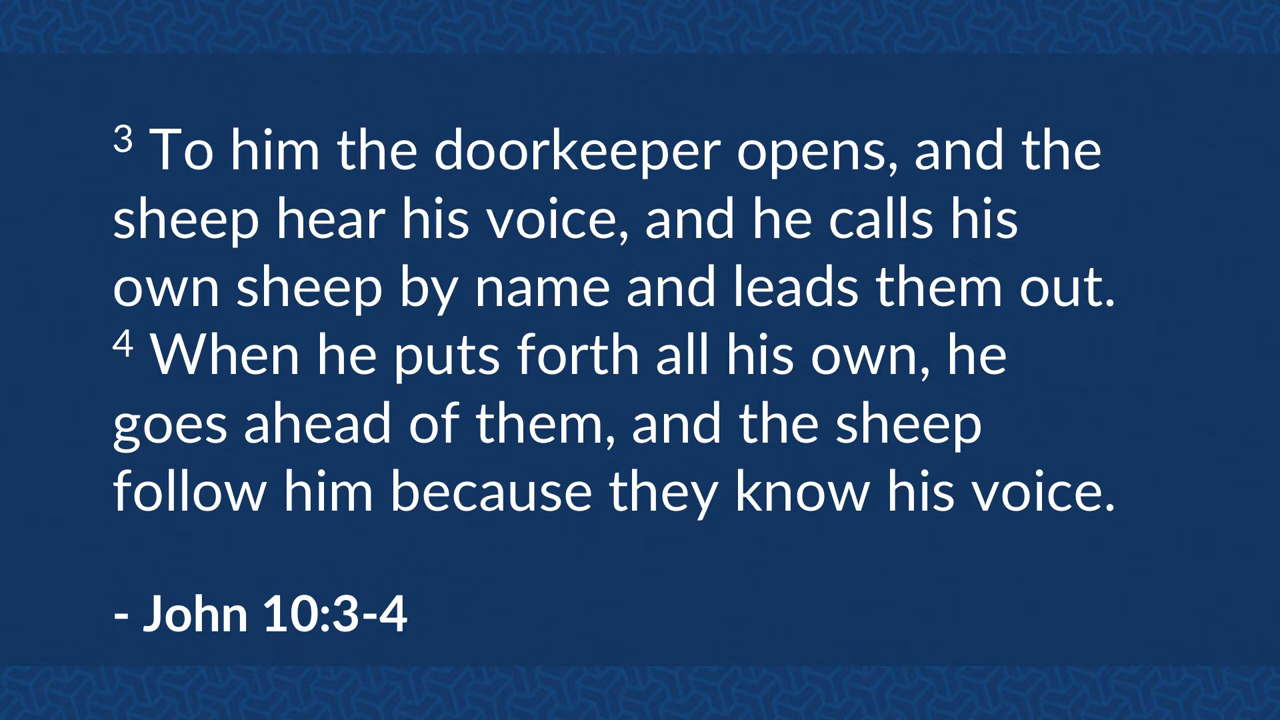 ³ To him the doorkeeper opens, and the
sheep hear his voice, and he calls his
own sheep by name and leads them out.
⁴ When he puts forth all his own, he
goes ahead of them, and the sheep
follow him because they know his voice.
- John 10:3-4